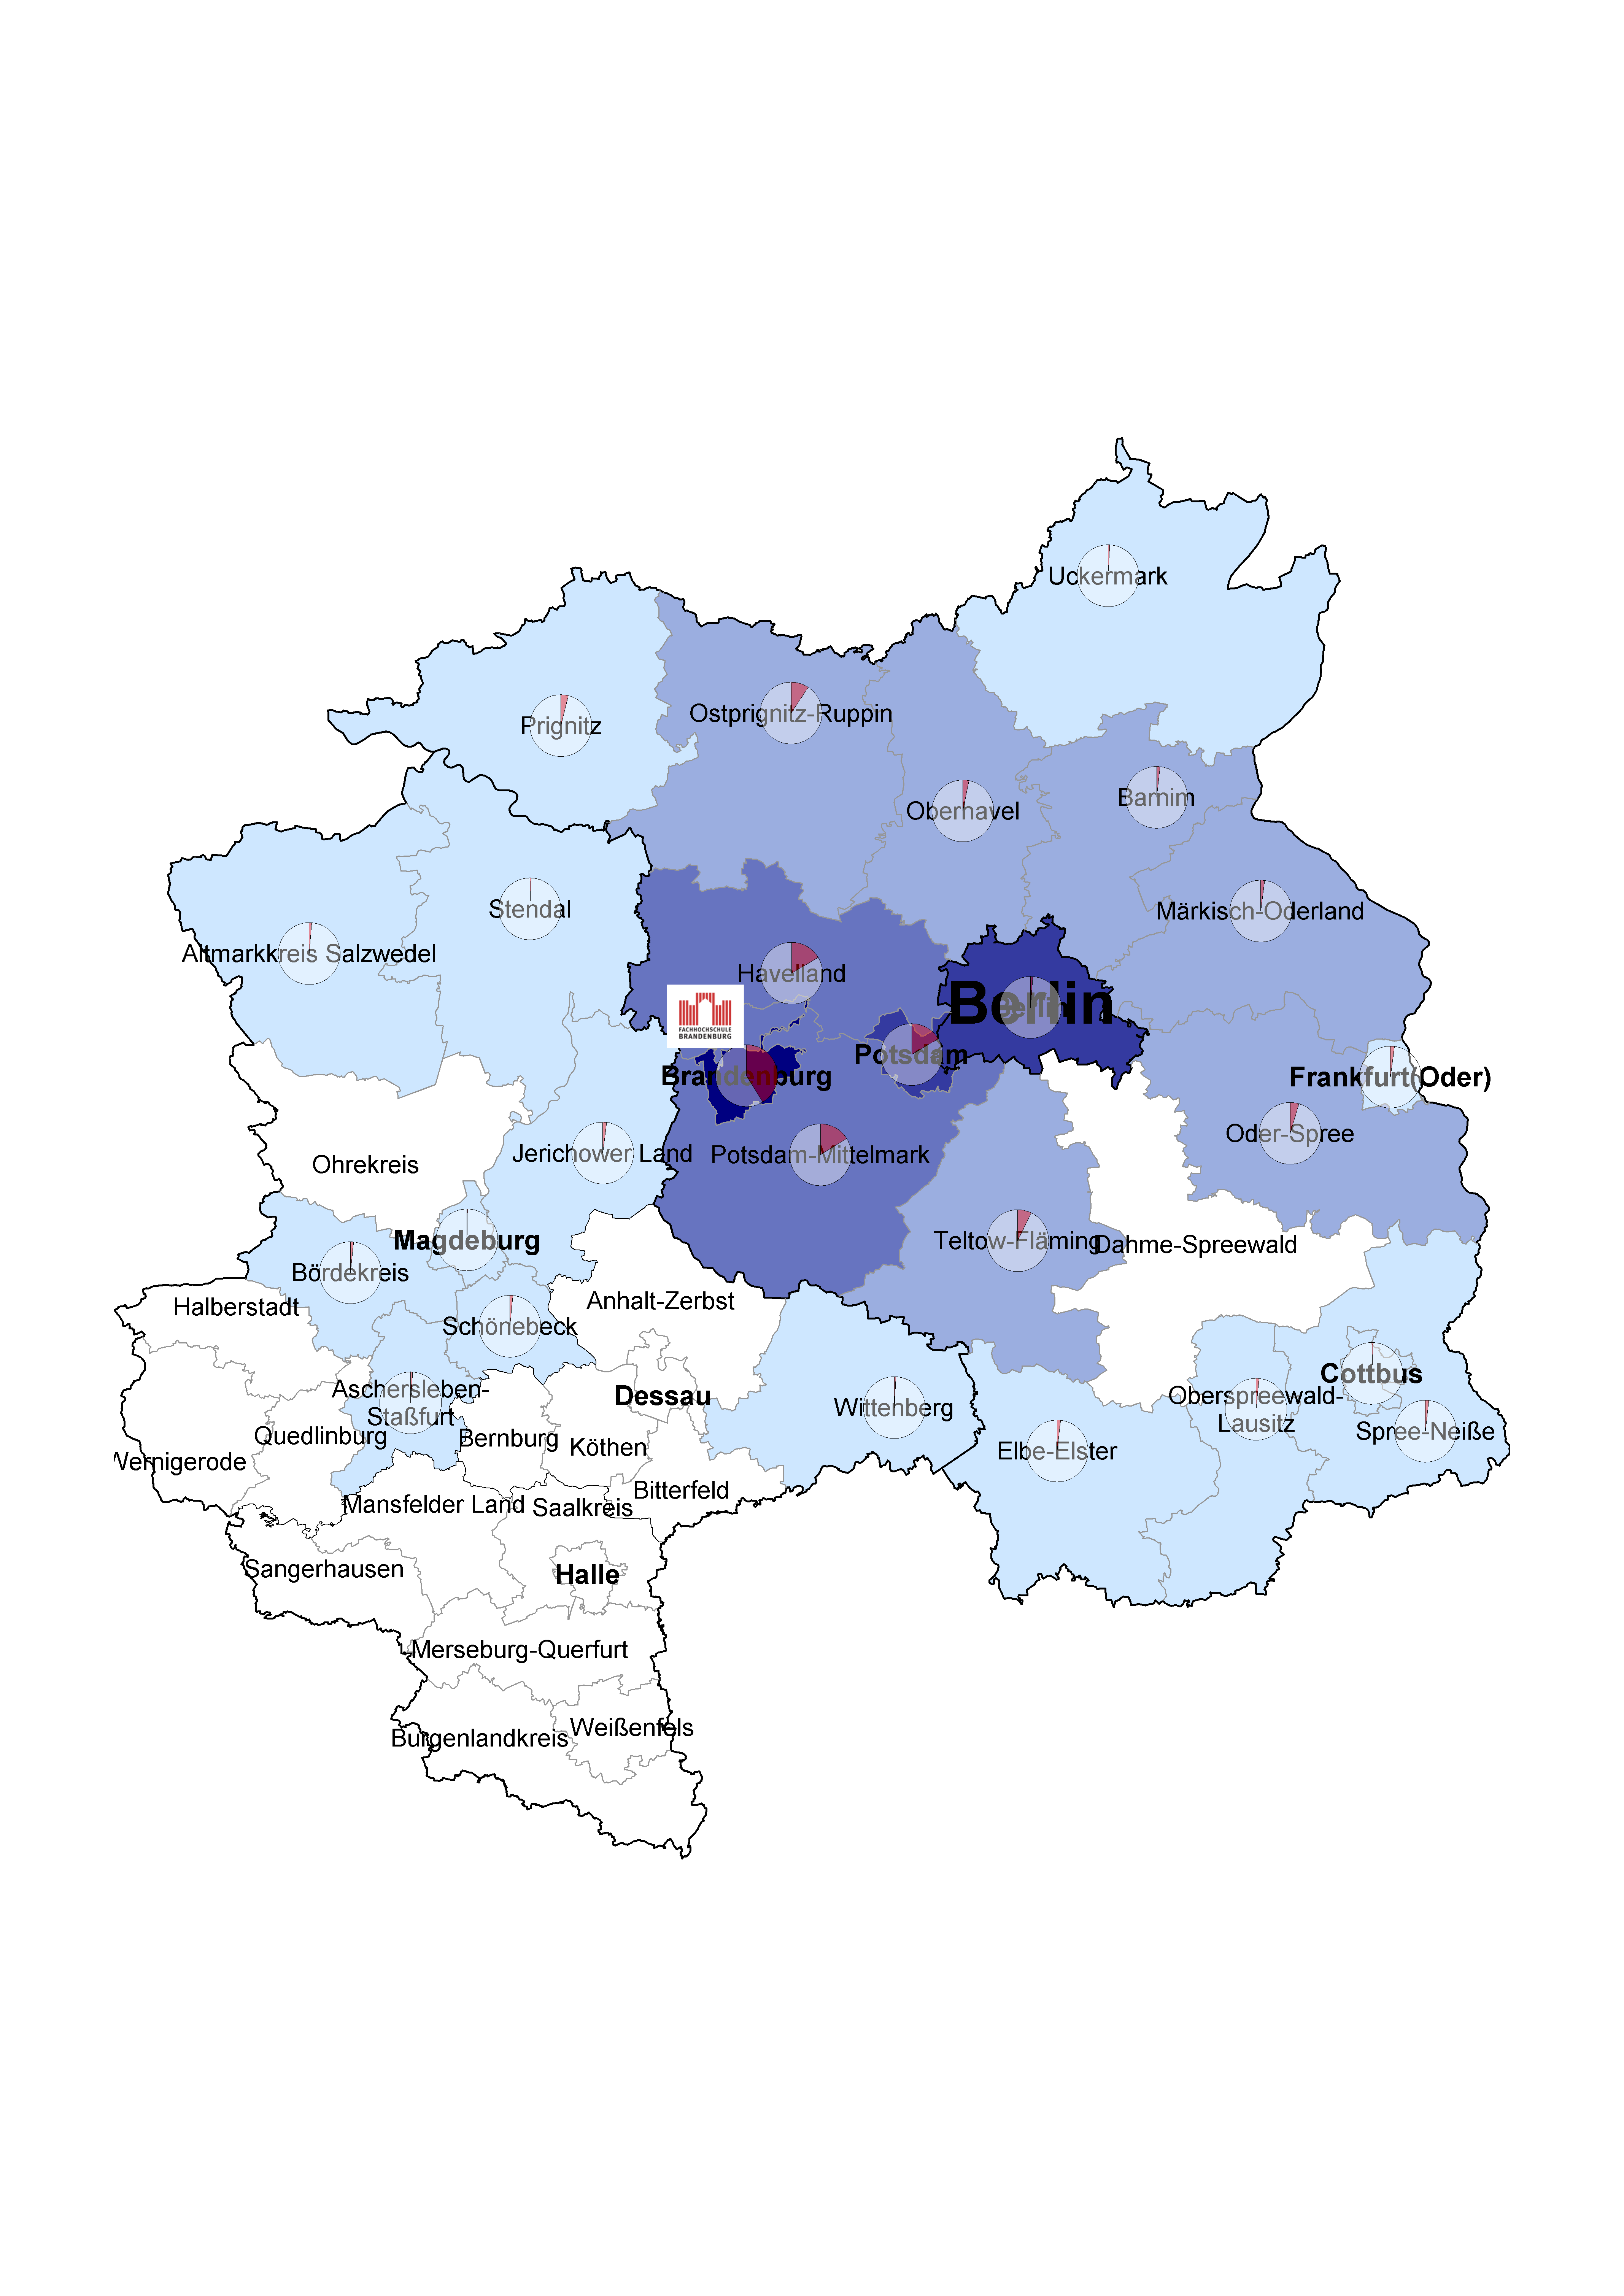 Uckermark
Prignitz
Ostprignitz-Ruppin
Oberhavel
Barnim
Stendal
Märkisch-Oderland
Altmarkkreis Salzwedel
Havelland
Berlin
Berlin
FACHHOCHSCHULE
BRANDENBURG
Potsdam
Brandenburg
Frankfurt(Oder)
Oder-Spree
Jerichower Land
Potsdam-Mittelmark
Ohrekreis
Magdeburg
Teltow-Fläming
Dahme-Spreewald
Bördekreis
Halberstadt
Anhalt-Zerbst
Schönebeck
Cottbus
Aschersleben-
Staßfurt
Dessau
Oberspreewald-
Lausitz
Wittenberg
Spree-Neiße
Quedlinburg
Bernburg
Köthen
Elbe-Elster
Wernigerode
Bitterfeld
Mansfelder Land
Saalkreis
Sangerhausen
Halle
Merseburg-Querfurt
Weißenfels
Burgenlandkreis